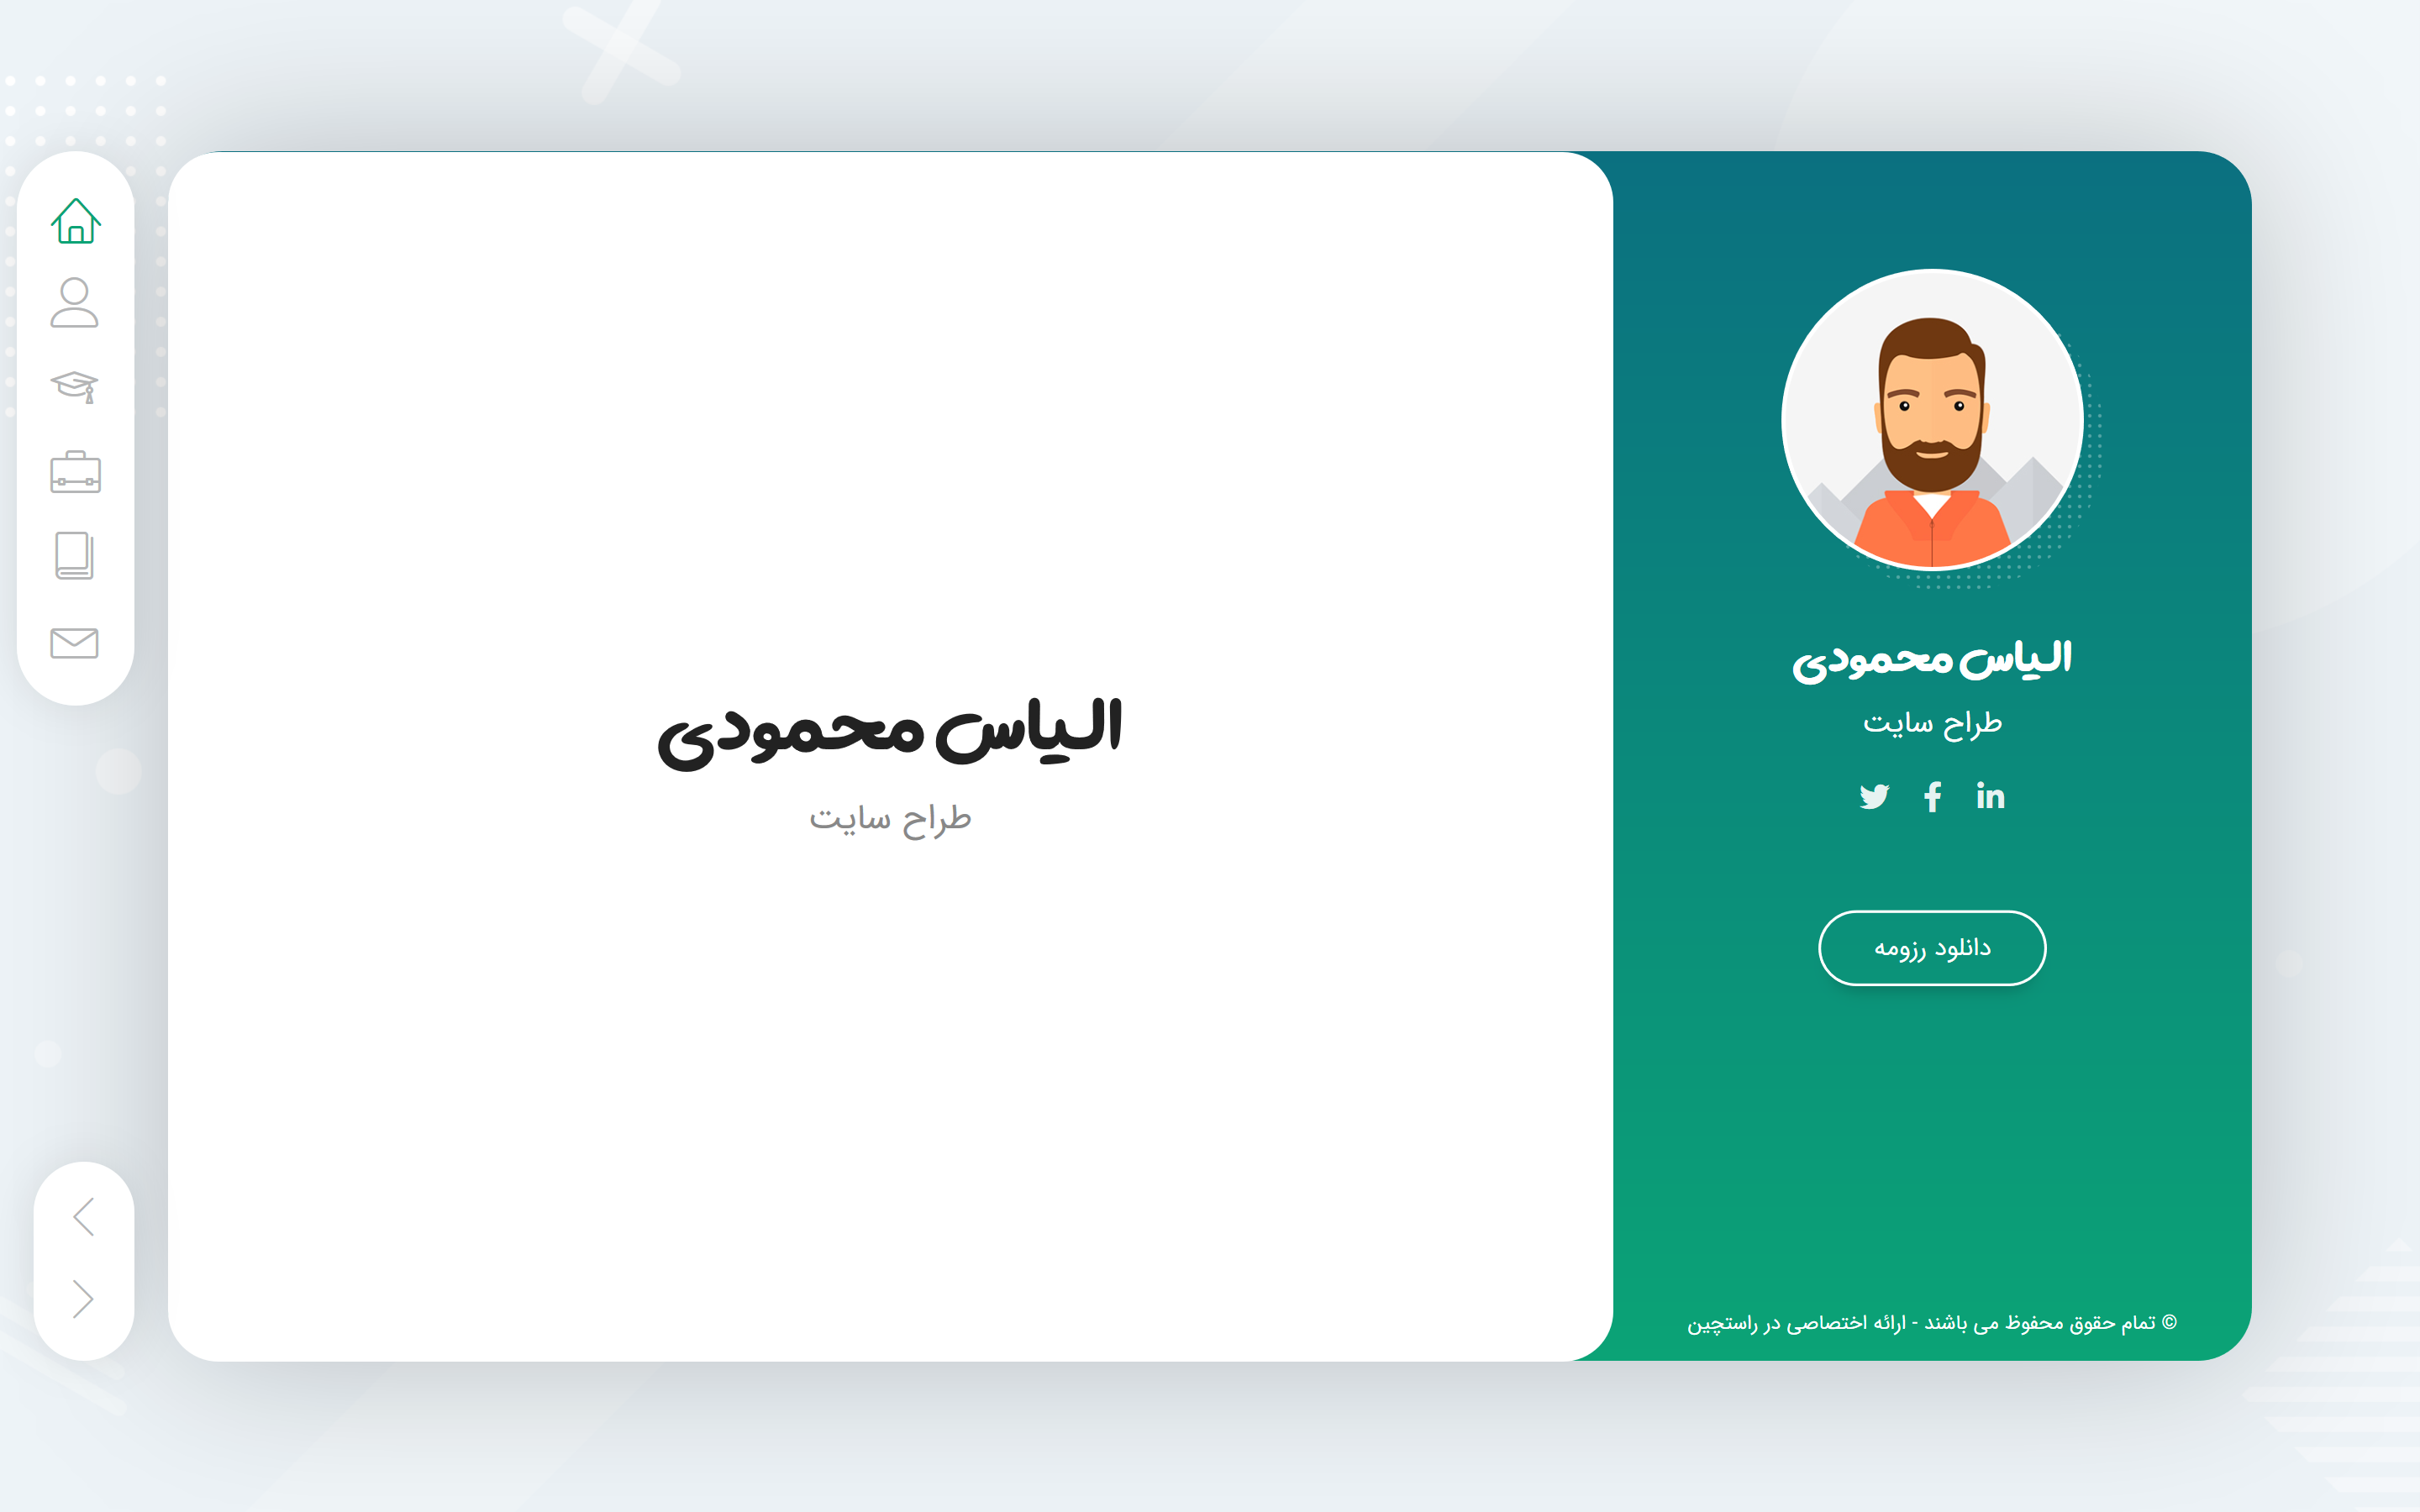 الیاس محمودی
طراح سایت
دانلود رزومه
© تمام حقوق محفوظ می باشند - ارائه اختصاصی در راستچین
الیاس محمودی
طراح سایت